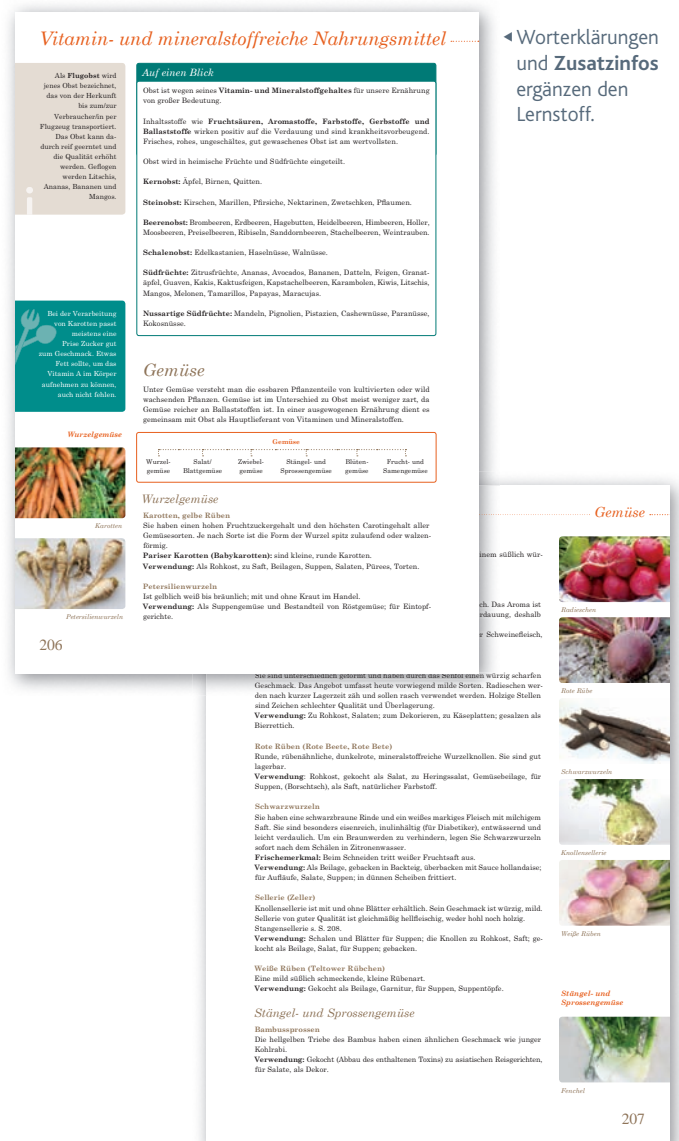 Vitamin- und mineralstoffreiche Nahrungsmittel
Als Flugobst wird
jenes Obst bezeichnet,
das von der Herkunft
bis zum/zur
Verbraucher/in per
Flugzeug transportiert.
Das Obst kann da-
durch reif geerntet und
die Qualität erhöht
werden. Geflogen
werden Litschis,
Ananas, Bananen und
Mangos.
i
Bei der Verarbeitung
von Karotten passt
meistens eine
Prise Zucker gut
zum Geschmack. Etwas
Fett sollte, um das
Vitamin A im Körper
aufnehmen zu können,
auch nicht fehlen.
Wurzelgemüse
Karotten
Petersilienwurzeln
Auf einen Blick
Obst ist wegen seines Vitamin- und Mineralstoffgehaltes für unsere Ernährung
von großer Bedeutung.
Inhaltsstoffe wie Fruchtsäuren, Aromastoffe, Farbstoffe, Gerbstoffe und
Ballaststoffe wirken positiv auf die Verdauung und sind krankheitsvorbeugend.
Frisches, rohes, ungeschältes, gut gewachsenes Obst ist am wertvollsten.
Obst wird in heimische Früchte und Südfrüchte eingeteilt.
Kernobst: Äpfel, Birnen, Quitten.
Steinobst: Kirschen, Marillen, Pfirsiche, Nektarinen, Zwetschken, Pflaumen.
Beerenobst: Brombeeren, Erdbeeren, Hagebutten, Heidelbeeren, Himbeeren, Holler,
Moosbeeren, Preiselbeeren, Ribiseln, Sanddornbeeren, Stachelbeeren, Weintrauben.
Schalenobst: Edelkastanien, Haselnüsse, Walnüsse.
Südfrüchte: Zitrusfrüchte, Ananas, Avocados, Bananen, Datteln, Feigen, Granat-
äpfel, Guaven, Kakis, Kaktusfeigen, Kapstachelbeeren, Karambolen, Kiwis, Litschis,
Mangos, Melonen, Tamarillos, Papayas, Maracujas.
Nussartige Südfrüchte: Mandeln, Pignolien, Pistazien, Cashewnüsse, Paranüsse,
Kokosnüsse.
Gemüse
Unter Gemüse versteht man die essbaren Pflanzenteile von kultivierten oder wild
wachsenden Pflanzen. Gemüse ist im Unterschied zu Obst meist weniger zart, da
Gemüse reicher an Ballaststoffen ist. In einer ausgewogenen Ernährung dient es
gemeinsam mit Obst als Hauptlieferant von Vitaminen und Mineralstoffen.
Gemüse
Wurzel- Salat/ Zwiebel- Stängel- und Blüten- Frucht- und
gemüse Blattgemüse gemüse Sprossengemüse gemüse Samengemüse
Wurzelgemüse
Karotten, gelbe Rüben
Sie haben einen hohen Fruchtzuckergehalt und den höchsten Carotingehalt aller
Gemüsesorten. Je nach Sorte ist die Form der Wurzel spitz zulaufend oder walzen-
förmig.
Pariser Karotten (Babykarotten): sind kleine, runde Karotten.
Verwendung: Als Rohkost, zu Saft, Beilagen, Suppen, Salaten, Pürees, Torten.
Petersilienwurzeln
Ist gelblich weiß bis bräunlich; mit und ohne Kraut im Handel.
Verwendung: Als Suppengemüse und Bestandteil von Röstgemüse; für Eintopf-
gerichte.
206
Worterklärungen
und Zusatzinfos
ergänzen den
Lernstoff.
Gemüse
inem süßlich wür-
ch. Das Aroma ist
rdauung, deshalb
r Schweinefleisch,
Sie sind unterschiedlich geformt und haben durch das Senföl einen würzig scharfen
Geschmack. Das Angebot umfasst heute vorwiegend milde Sorten. Radieschen wer-
den nach kurzer Lagerzeit zäh und sollen rasch verwendet werden. Holzige Stellen
sind Zeichen schlechter Qualität und Überlagerung.
Verwendung: Zu Rohkost, Salaten; zum Dekorieren, zu Käseplatten; gesalzen als
Bierrettich.
Rote Rüben (Rote Beete, Rote Bete)
Runde, rübenähnliche, dunkelrote, mineralstoffreiche Wurzelknollen. Sie sind gut
lagerbar.
Verwendung: Rohkost, gekocht als Salat, zu Heringssalat, Gemüsebeilage, für
Suppen, (Borschtsch), als Saft, natürlicher Farbstoff.
Schwarzwurzeln
Sie haben eine schwarzbraune Rinde und ein weißes markiges Fleisch mit milchigem
Saft. Sie sind besonders eisenreich, inulinhältig (für Diabetiker), entwässernd und
leicht verdaulich. Um ein Braunwerden zu verhindern, legen Sie Schwarzwurzeln
sofort nach dem Schälen in Zitronenwasser.
Frischemerkmal: Beim Schneiden tritt weißer Fruchtsaft aus.
Verwendung: Als Beilage, gebacken in Backteig, überbacken mit Sauce hollandaise;
für Aufläufe, Salate, Suppen; in dünnen Scheiben frittiert.
Sellerie (Zeller)
Knollensellerie ist mit und ohne Blätter erhältlich. Sein Geschmack ist würzig, mild.
Sellerie von guter Qualität ist gleichmäßig hellfleischig, weder hohl noch holzig.
Stangensellerie s. S. 208.
Verwendung: Schalen und Blätter für Suppen; die Knollen zu Rohkost, Saft; ge-
kocht als Beilage, Salat, für Suppen; gebacken.
Weiße Rüben (Teltower Rübchen)
Eine mild süßlich schmeckende, kleine Rübenart.
Verwendung: Gekocht als Beilage, Garnitur, für Suppen, Suppentöpfe.
Stängel- und Sprossengemüse
Bambussprossen
Die hellgelben Triebe des Bambus haben einen ähnlichen Geschmack wie junger
Kohlrabi.
Verwendung: Gekocht (Abbau des enthaltenen Toxins) zu asiatischen Reisgerichten,
für Salate, als Dekor.
Radieschen
Rote Rübe
Schwarzwurzeln
Knollensellerie
Weiße Rüben
Stängel- und
Sprossengemüse
Fenchel
207